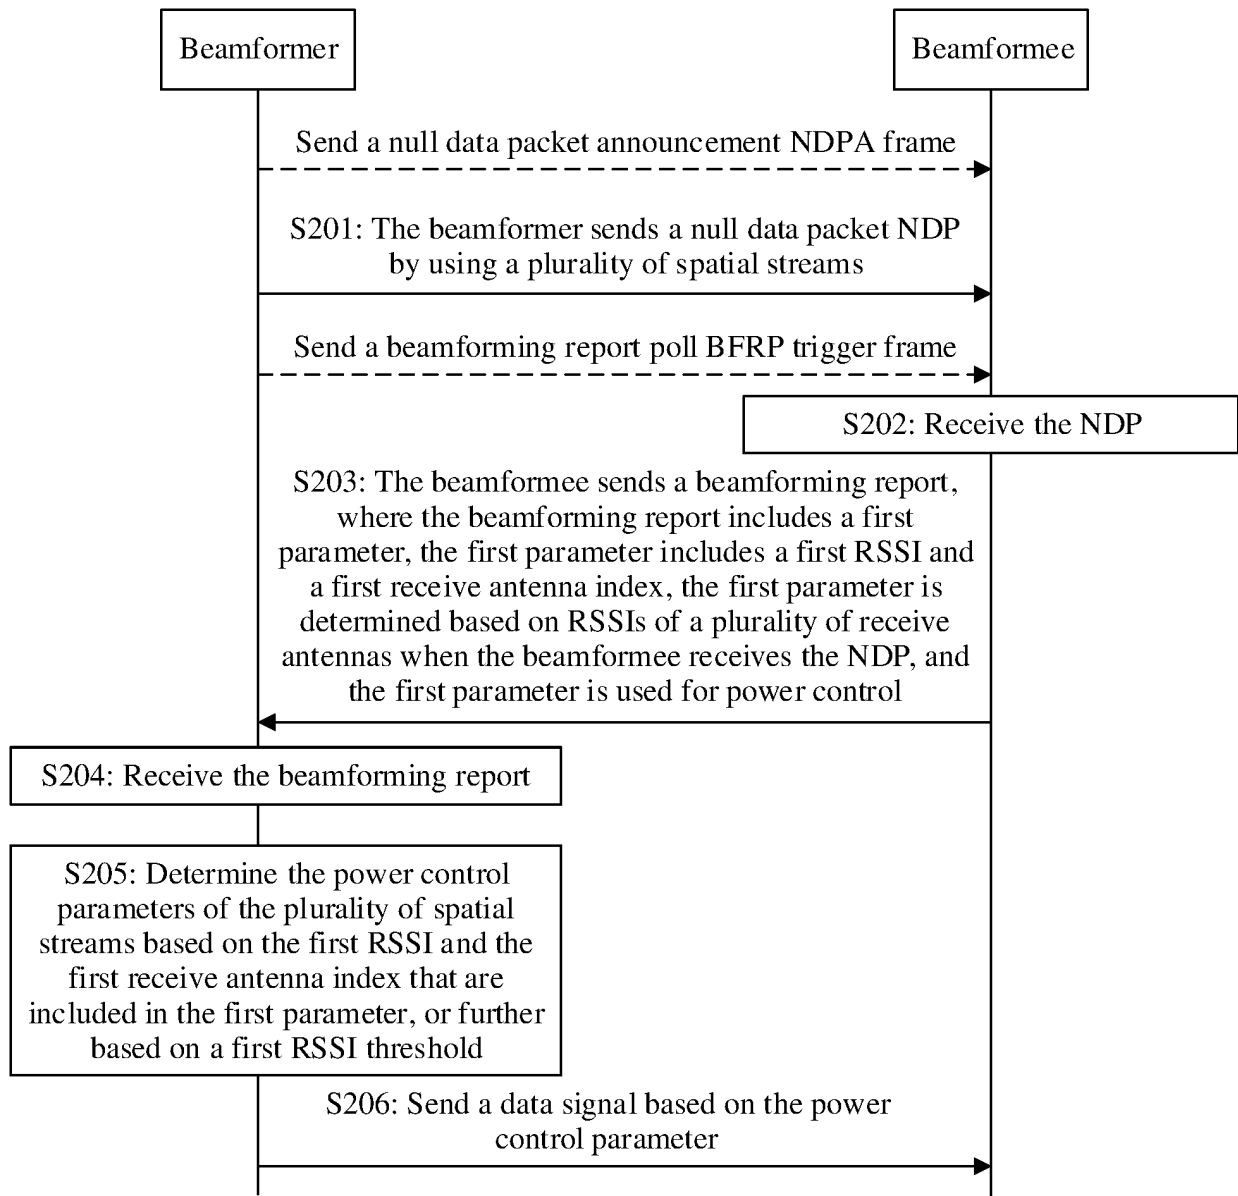 Beamformer
Beamformee
Send a null data packet announcement NDPA frame
S201: The beamformer sends a null data packet NDP
by using a plurality of spatial streams
Send a beamforming report poll BFRP trigger frame
S202: Receive the NDP
S203: The beamformee sends a beamforming report,
where the beamforming report includes a first
parameter, the first parameter includes a first RSSI and
a first receive antenna index, the first parameter is
determined based on RSSIs of a plurality of receive
antennas when the beamformee receives the NDP, and
the first parameter is used for power control
S204: Receive the beamforming report
S205: Determine the power control
parameters of the plurality of spatial
streams based on the first RSSI and the
first receive antenna index that are
included in the first parameter, or further
based on a first RSSI threshold
S206: Send a data signal based on the power
control parameter